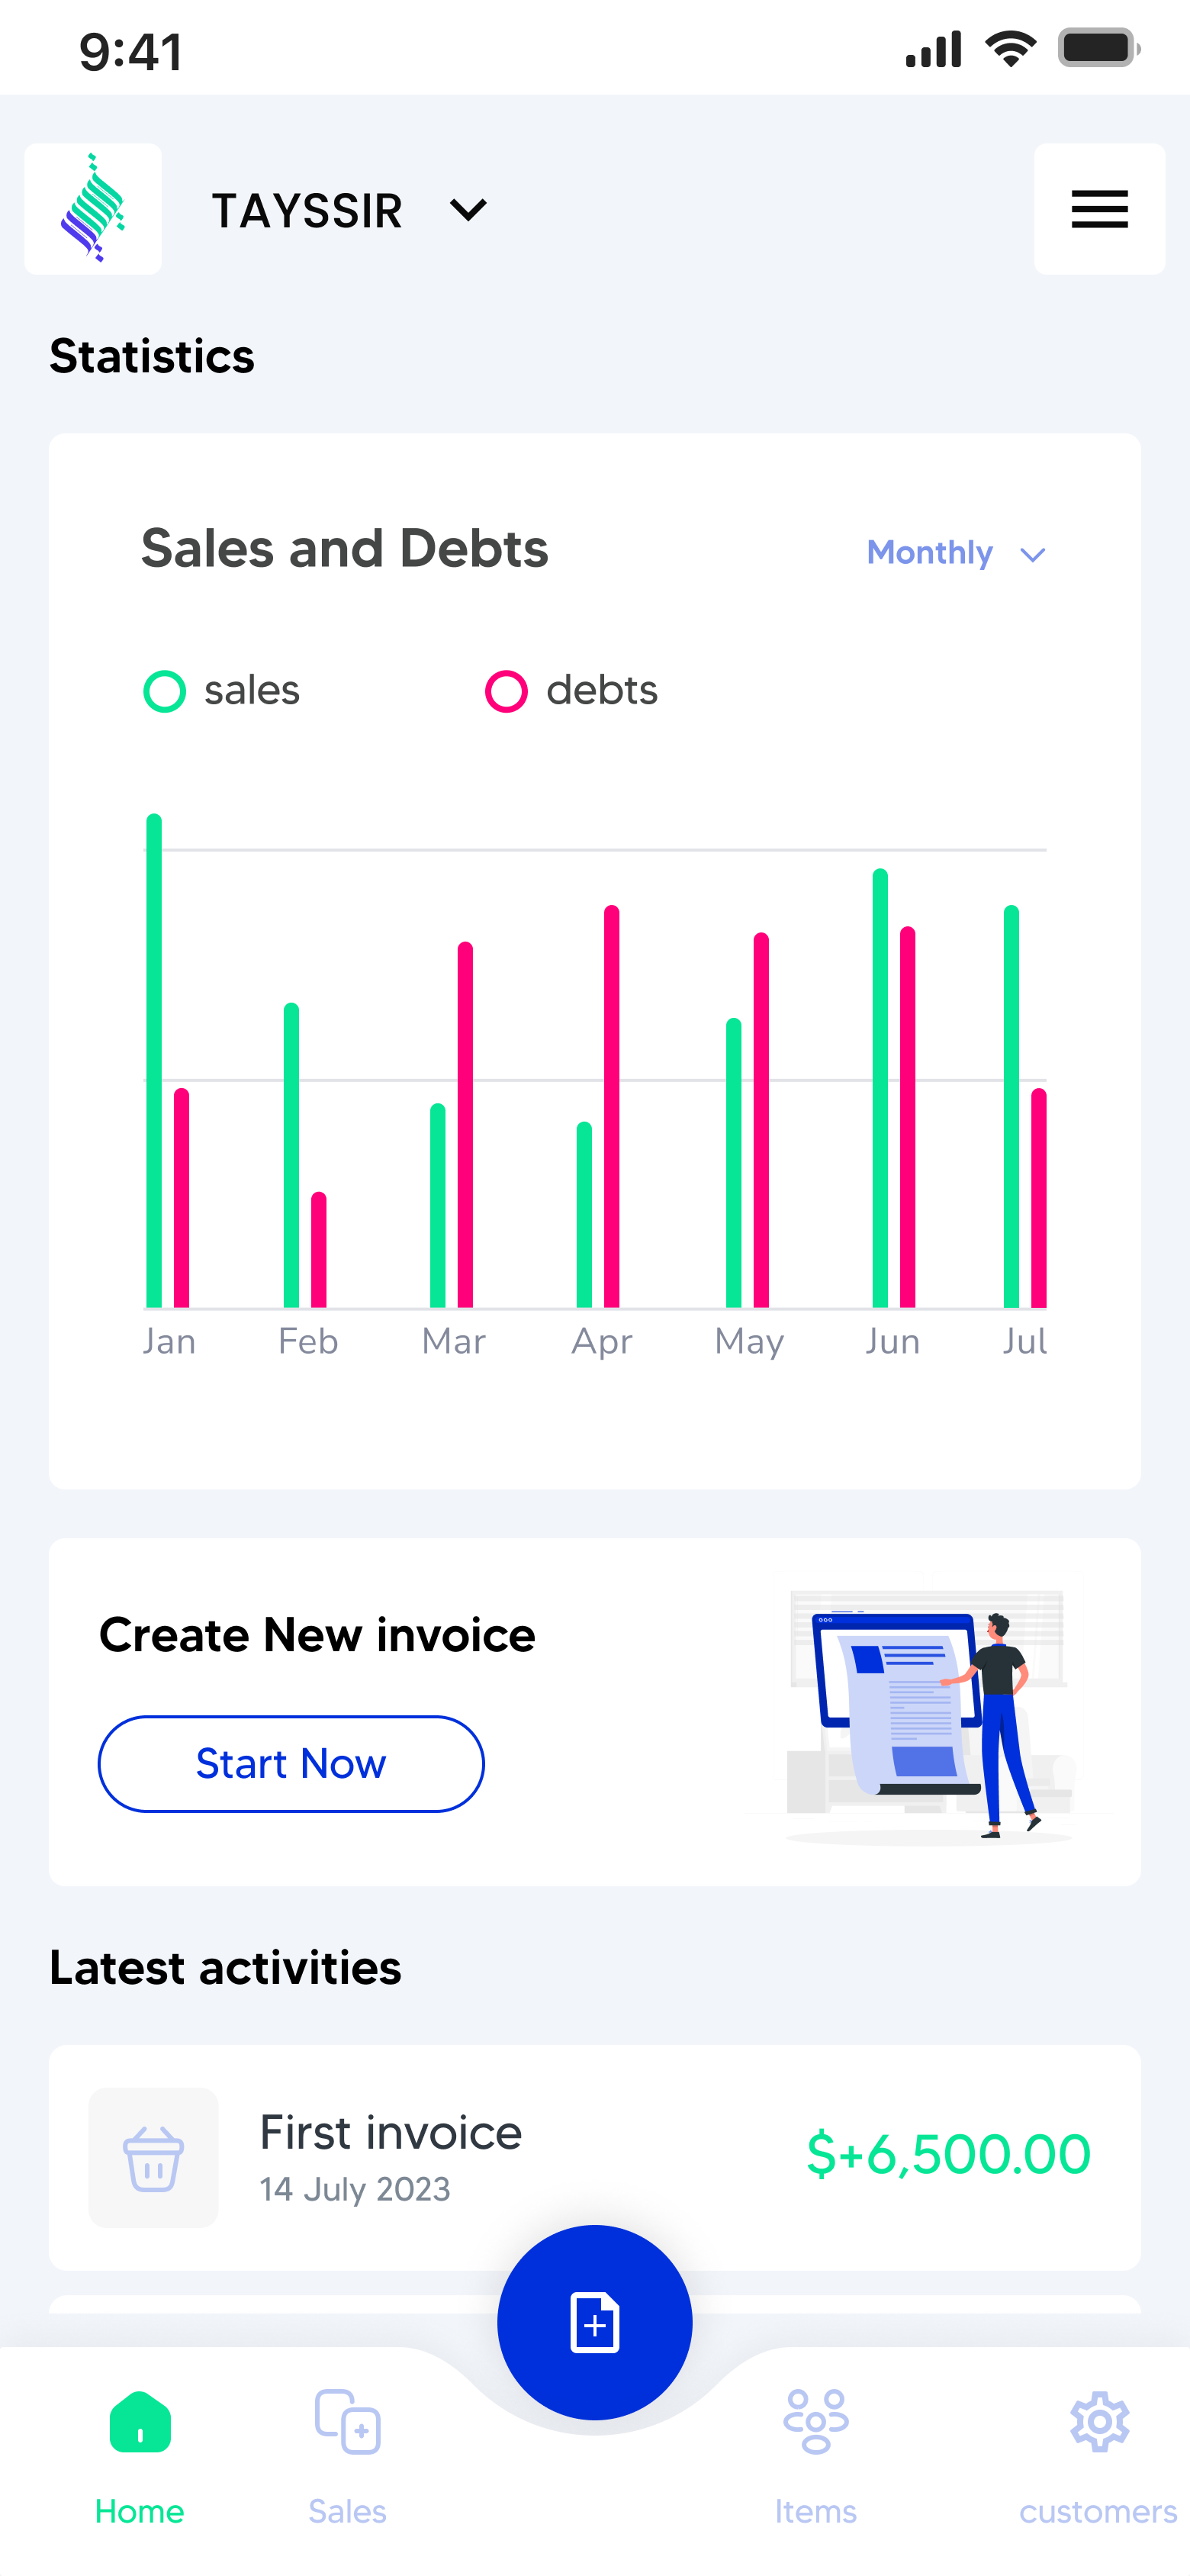 9:41
TAYSSIR
Statistics
Sales and Debts
Monthly
sales debts
Jan Feb Mar Apr May Jun Jul
Create New invoice
Start Now
Latest activities
First invoice
14 July 2023
$+6,500.00
Home Sales Items customers